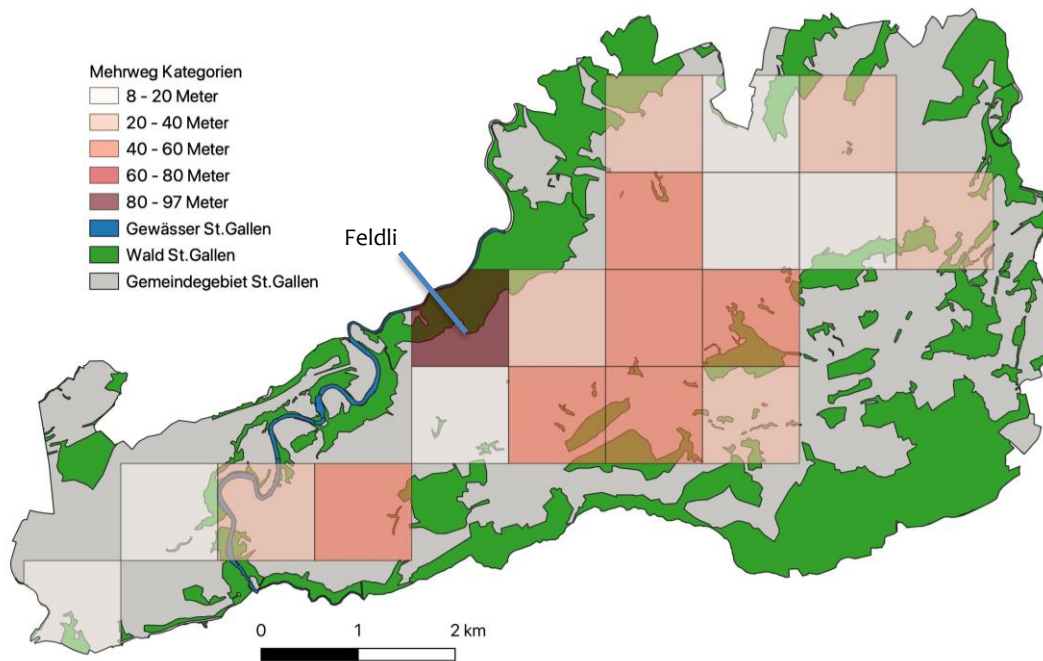 Mehrweg Kategorien
8 - 20 Meter
20 - 40 Meter
40 - 60 Meter
60 - 80 Meter
80 - 97 Meter
Gewässer St.Gallen
Wald St.Gallen
Gemeindegebiet St.Gallen
Feldli
0 1 2 km